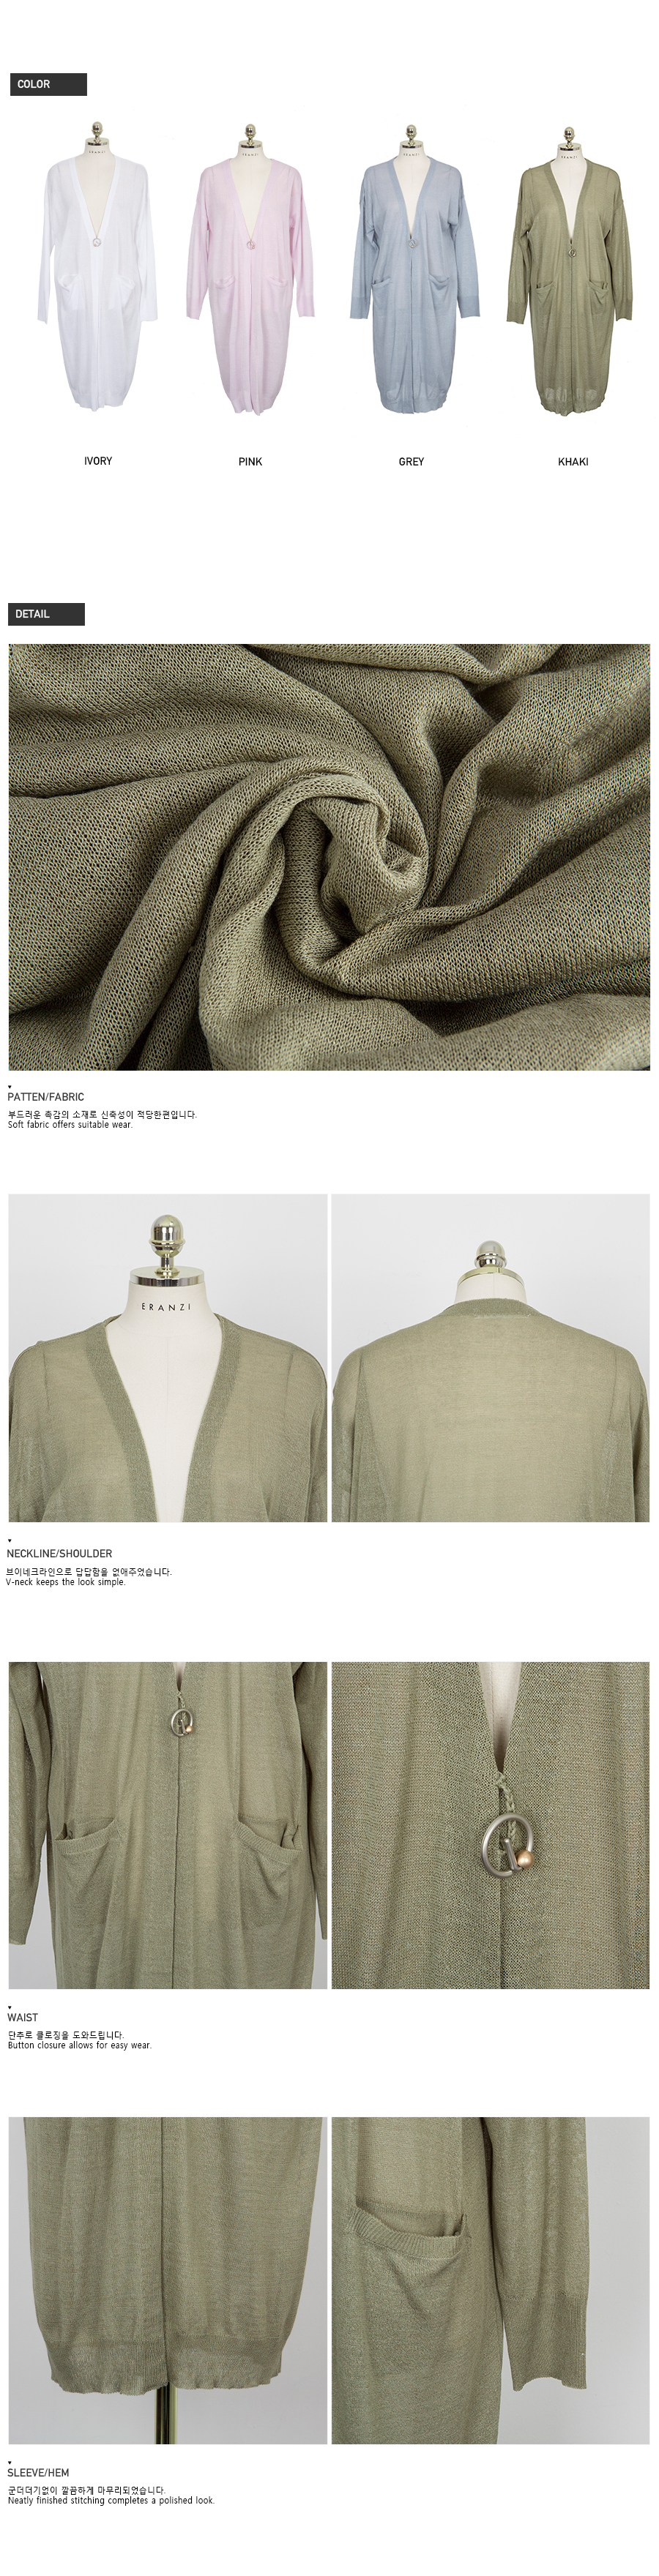 COLOR
ERANZI
ERANZI
ERANZI
ERANZI
IVORY
PINK
GREY
KHAKI
DETAIL
PATTEN/FABRIC
부드러운 촉감의 소재로 신축성이 적당한편입니다.
Soft fabric offers suitable wear.
ERANZI
NECKLINE/SHOULDER
브이네크라인으로 답답함을 없애주었습니다.
V-neck keeps the look simple.
WAIST
단추로 클로징을 도와드립니다.
Button closure allows for easy wear.
SLEEVE/HEM
군더더기없이 깔끔하게 마무리되었습니다.
Neatly finished stitching completes a polished look.